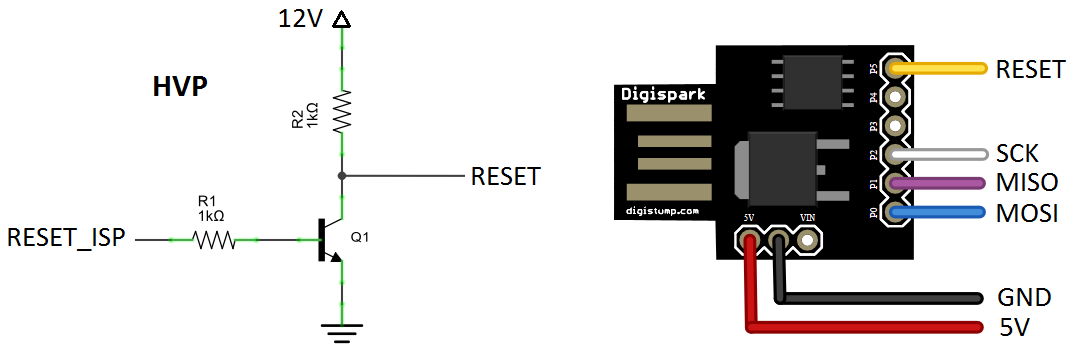 12V
HVP
R2
1kΩ
RESET
R1
1kΩ
RESET_ISP
Q1
Digispark
digistump.com
P5
P4
P3
P2
P1
P0
5V
VIN
RESET
SCK
MISO
MOSI
GND
5V